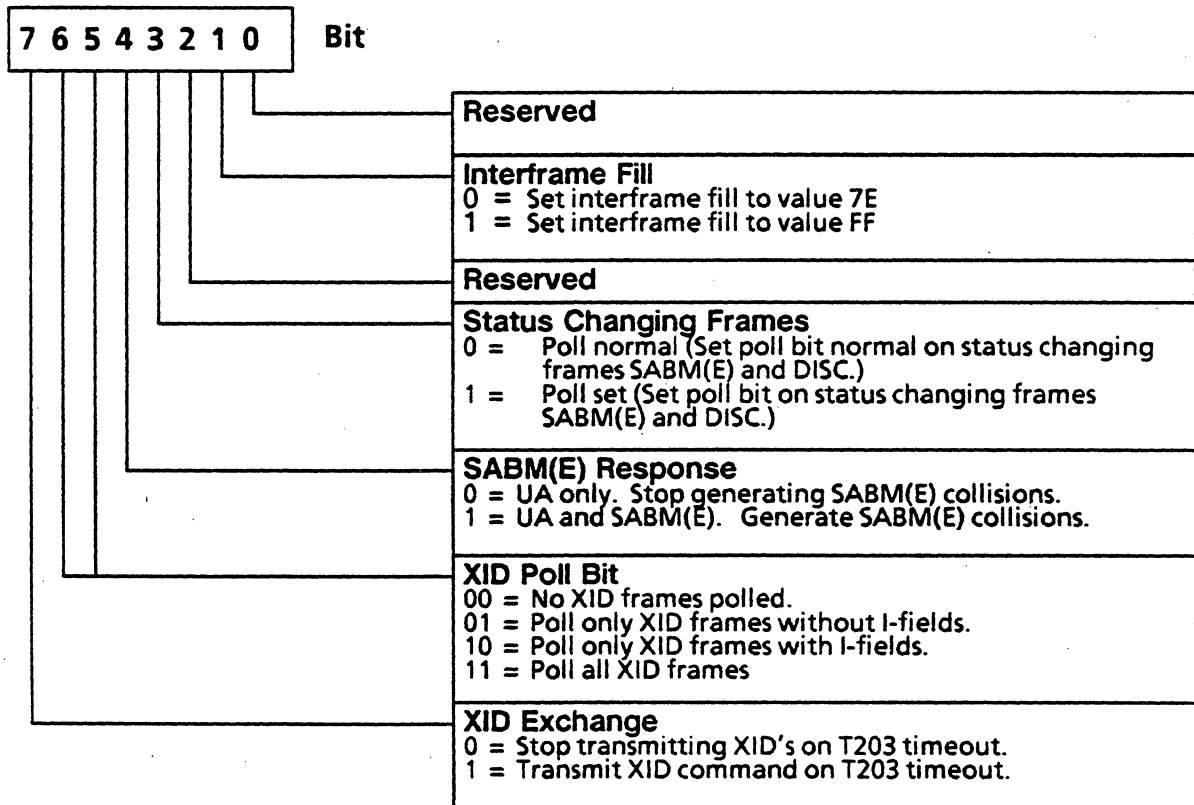 7 6 5 4 3 2 1 0 Bit
Reserved
Interframe Fill
0 = Set interframe fill to value 7E
1 = Set interframe fill to value FF
Reserved
Status Changing Frames
0 = Poll normal (Set poll bit normal on status changing
frames SABM(E) and DISC.)
1 = Poll set (Set poll bit on status changing frames
SABM(E) and DISC.)
SABM(E) Response
0 = UA only. Stop generating SABM(E) collisions.
1 = UA and SABM(E). Generate SABM(E) collisions.
XID Poll Bit
00 = No XID frames polled.
01 = Poll only XID frames without I-fields.
10 = Poll only XID frames with I-fields.
11 = Poll all XID frames
XID Exchange
0 = Stop transmitting XID's on T203 timeout.
1 = Transmit XID command on T203 timeout.